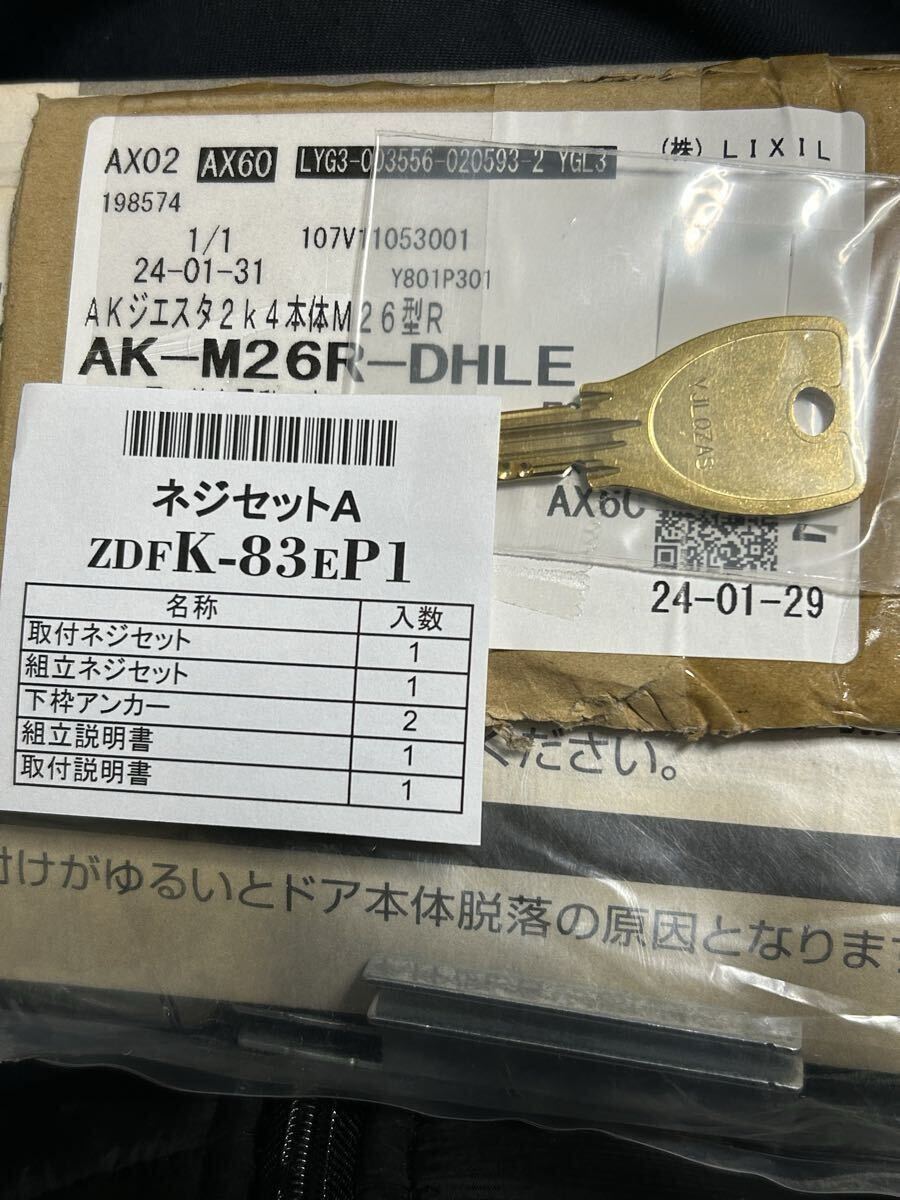 AX02 AX60 LYG3-003556-020593-2 YGL3 (株) LIXIL
198574
1/1 107V11053001
24-01-31 Y801P301
AKジエスタ2k4本体M26型R
AK-M26R-DHLE
YJL0ZAS
AX60
24-01-29
ネジセットA
ZDFK-83EP1
名称 入数
取付ネジセット 1
組立ネジセット 1
下枠アンカー 2
組立説明書 1
取付説明書 1
ください。
付けがゆるいとドア本体脱落の原因となります